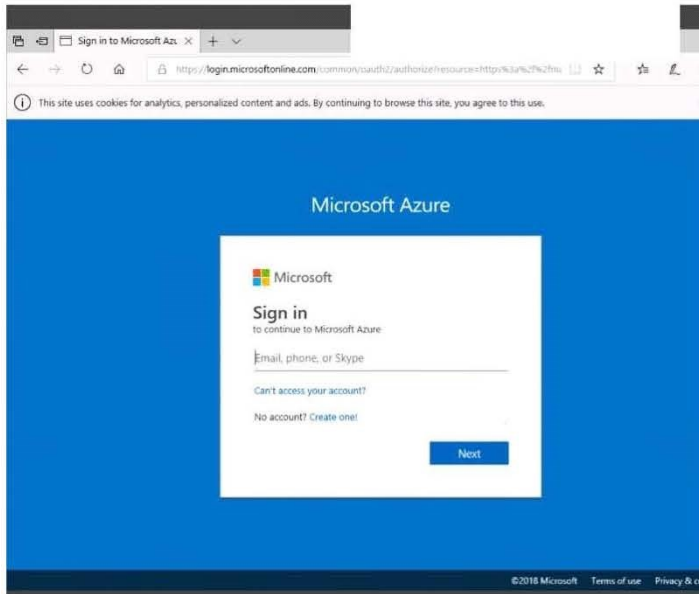 Sign in to Microsoft Azu
https://login.microsoftonline.com/common/oauth2/authorize?resource=https%3a%2f%2fma
This site uses cookies for analytics, personalized content and ads. By continuing to browse this site, you agree to this use.
Microsoft Azure
Microsoft
Sign in
to continue to Microsoft Azure
Email, phone, or Skype
Can't access your account?
No account? Create one!
Next
©2018 Microsoft Terms of use Privacy & c